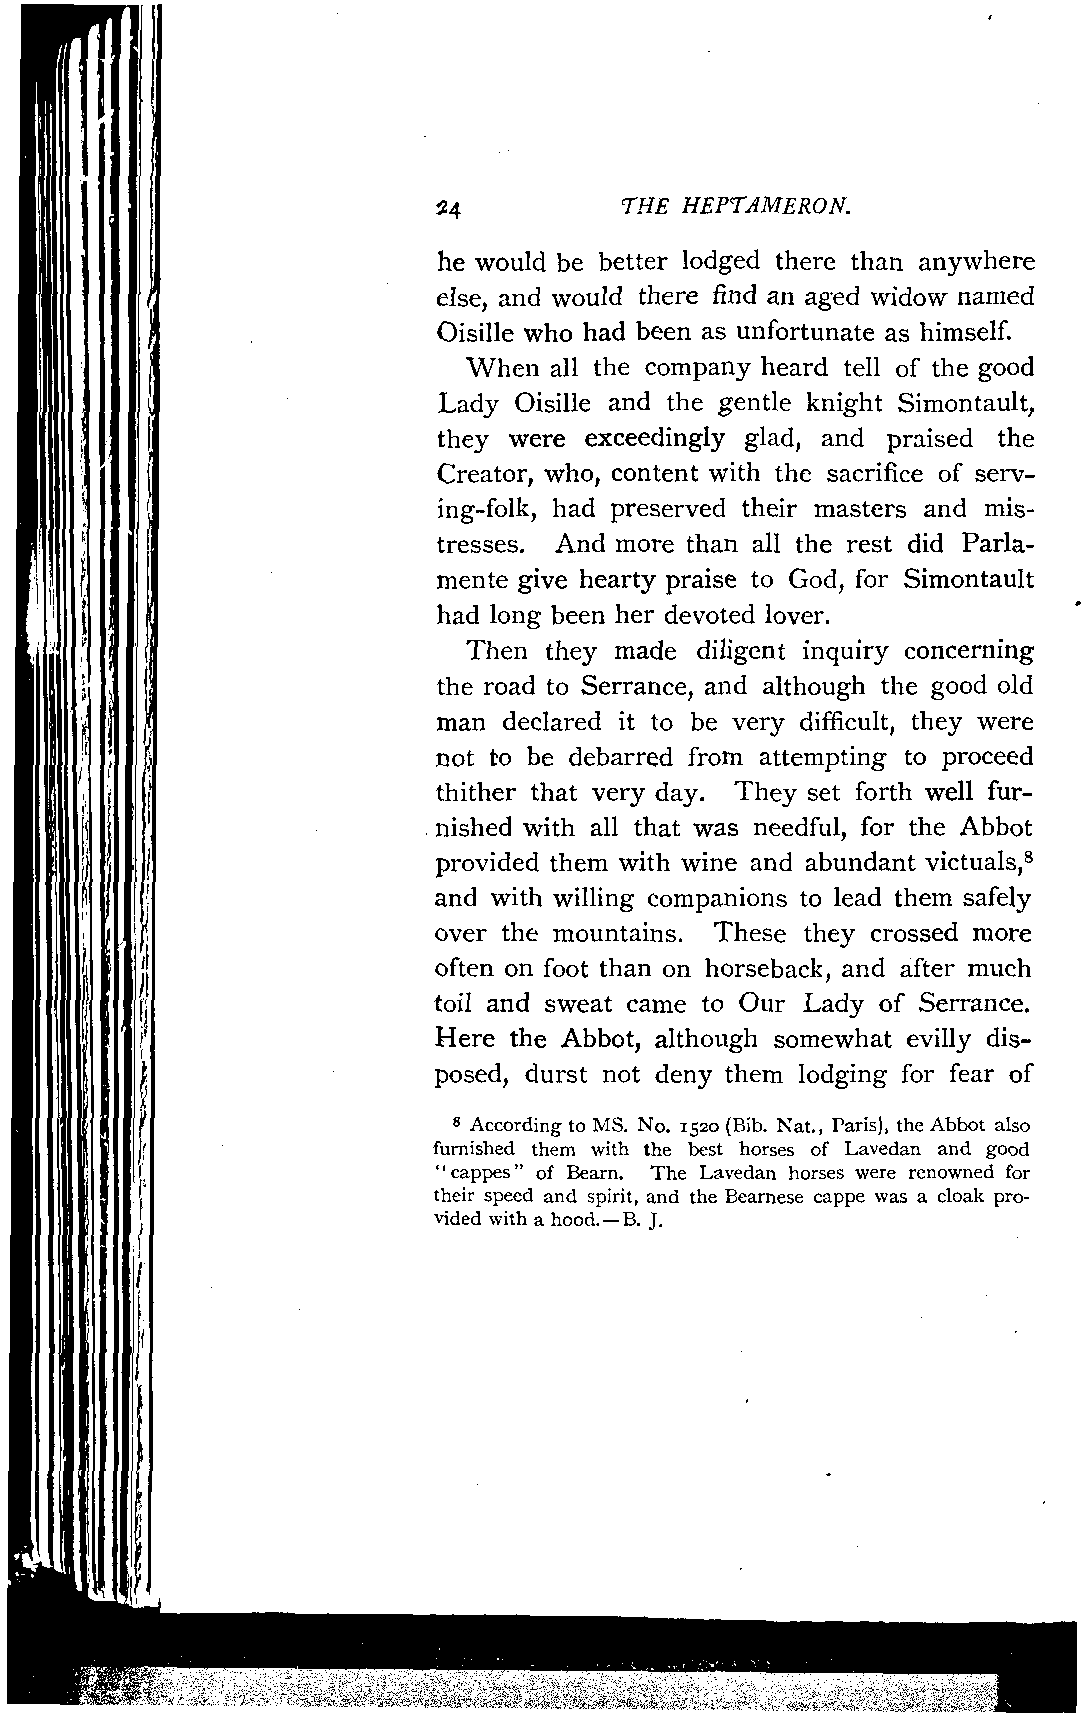 24 THE HEPTAMERON.
he would be better lodged there than anywhere
else, and would there find an aged widow named
Oisille who had been as unfortunate as himself.
When all the company heard tell of the good
Lady Oisille and the gentle knight Simontault,
they were exceedingly glad, and praised the
Creator, who, content with the sacrifice of serv-
ing-folk, had preserved their masters and mis-
tresses. And more than all the rest did Parla-
mente give hearty praise to God, for Simontault
had long been her devoted lover.
Then they made diligent inquiry concerning
the road to Serrance, and although the good old
man declared it to be very difficult, they were
not to be debarred from attempting to proceed
thither that very day. They set forth well fur-
nished with all that was needful, for the Abbot
provided them with wine and abundant victuals,⁸
and with willing companions to lead them safely
over the mountains. These they crossed more
often on foot than on horseback, and after much
toil and sweat came to Our Lady of Serrance.
Here the Abbot, although somewhat evilly dis-
posed, durst not deny them lodging for fear of
⁸ According to MS. No. 1520 (Bib. Nat., Paris), the Abbot also
furnished them with the best horses of Lavedan and good
"cappes" of Bearn. The Lavedan horses were renowned for
their speed and spirit, and the Bearnese cappe was a cloak pro-
vided with a hood.—B. J.